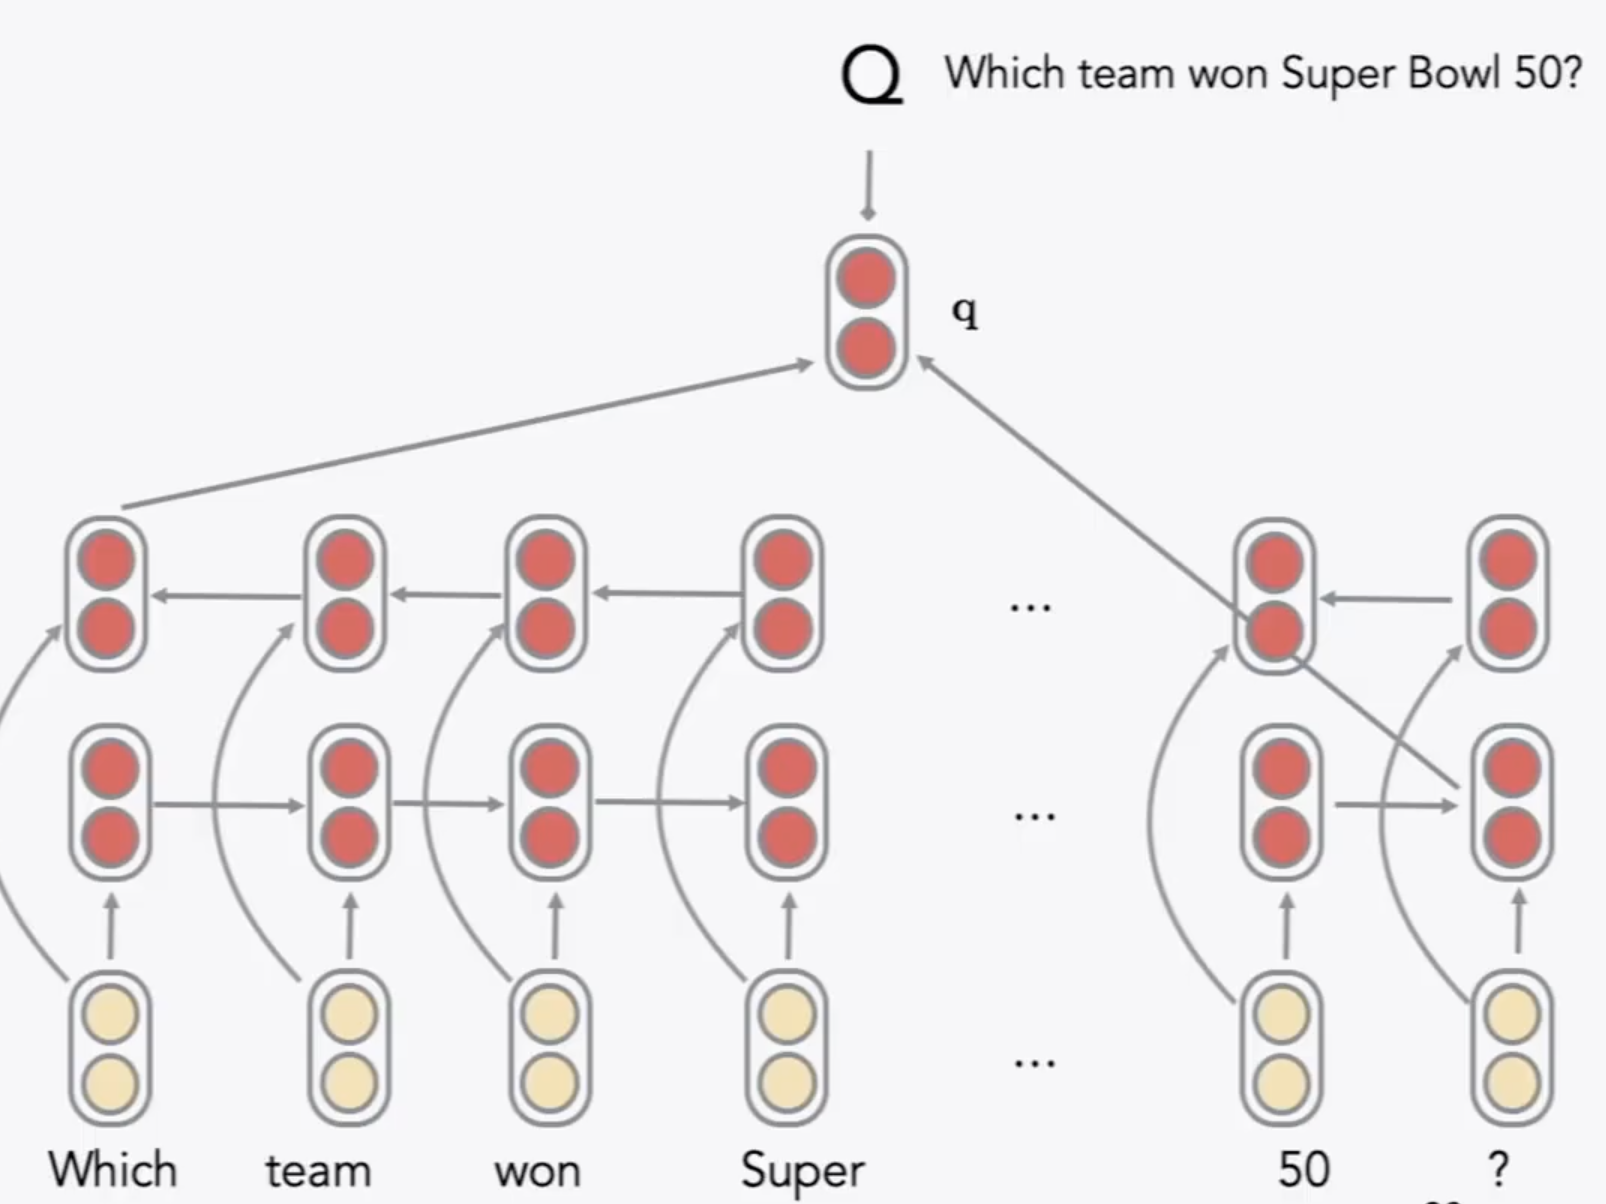 Q Which team won Super Bowl 50?
q
...
...
...
Which team won Super 50 ?